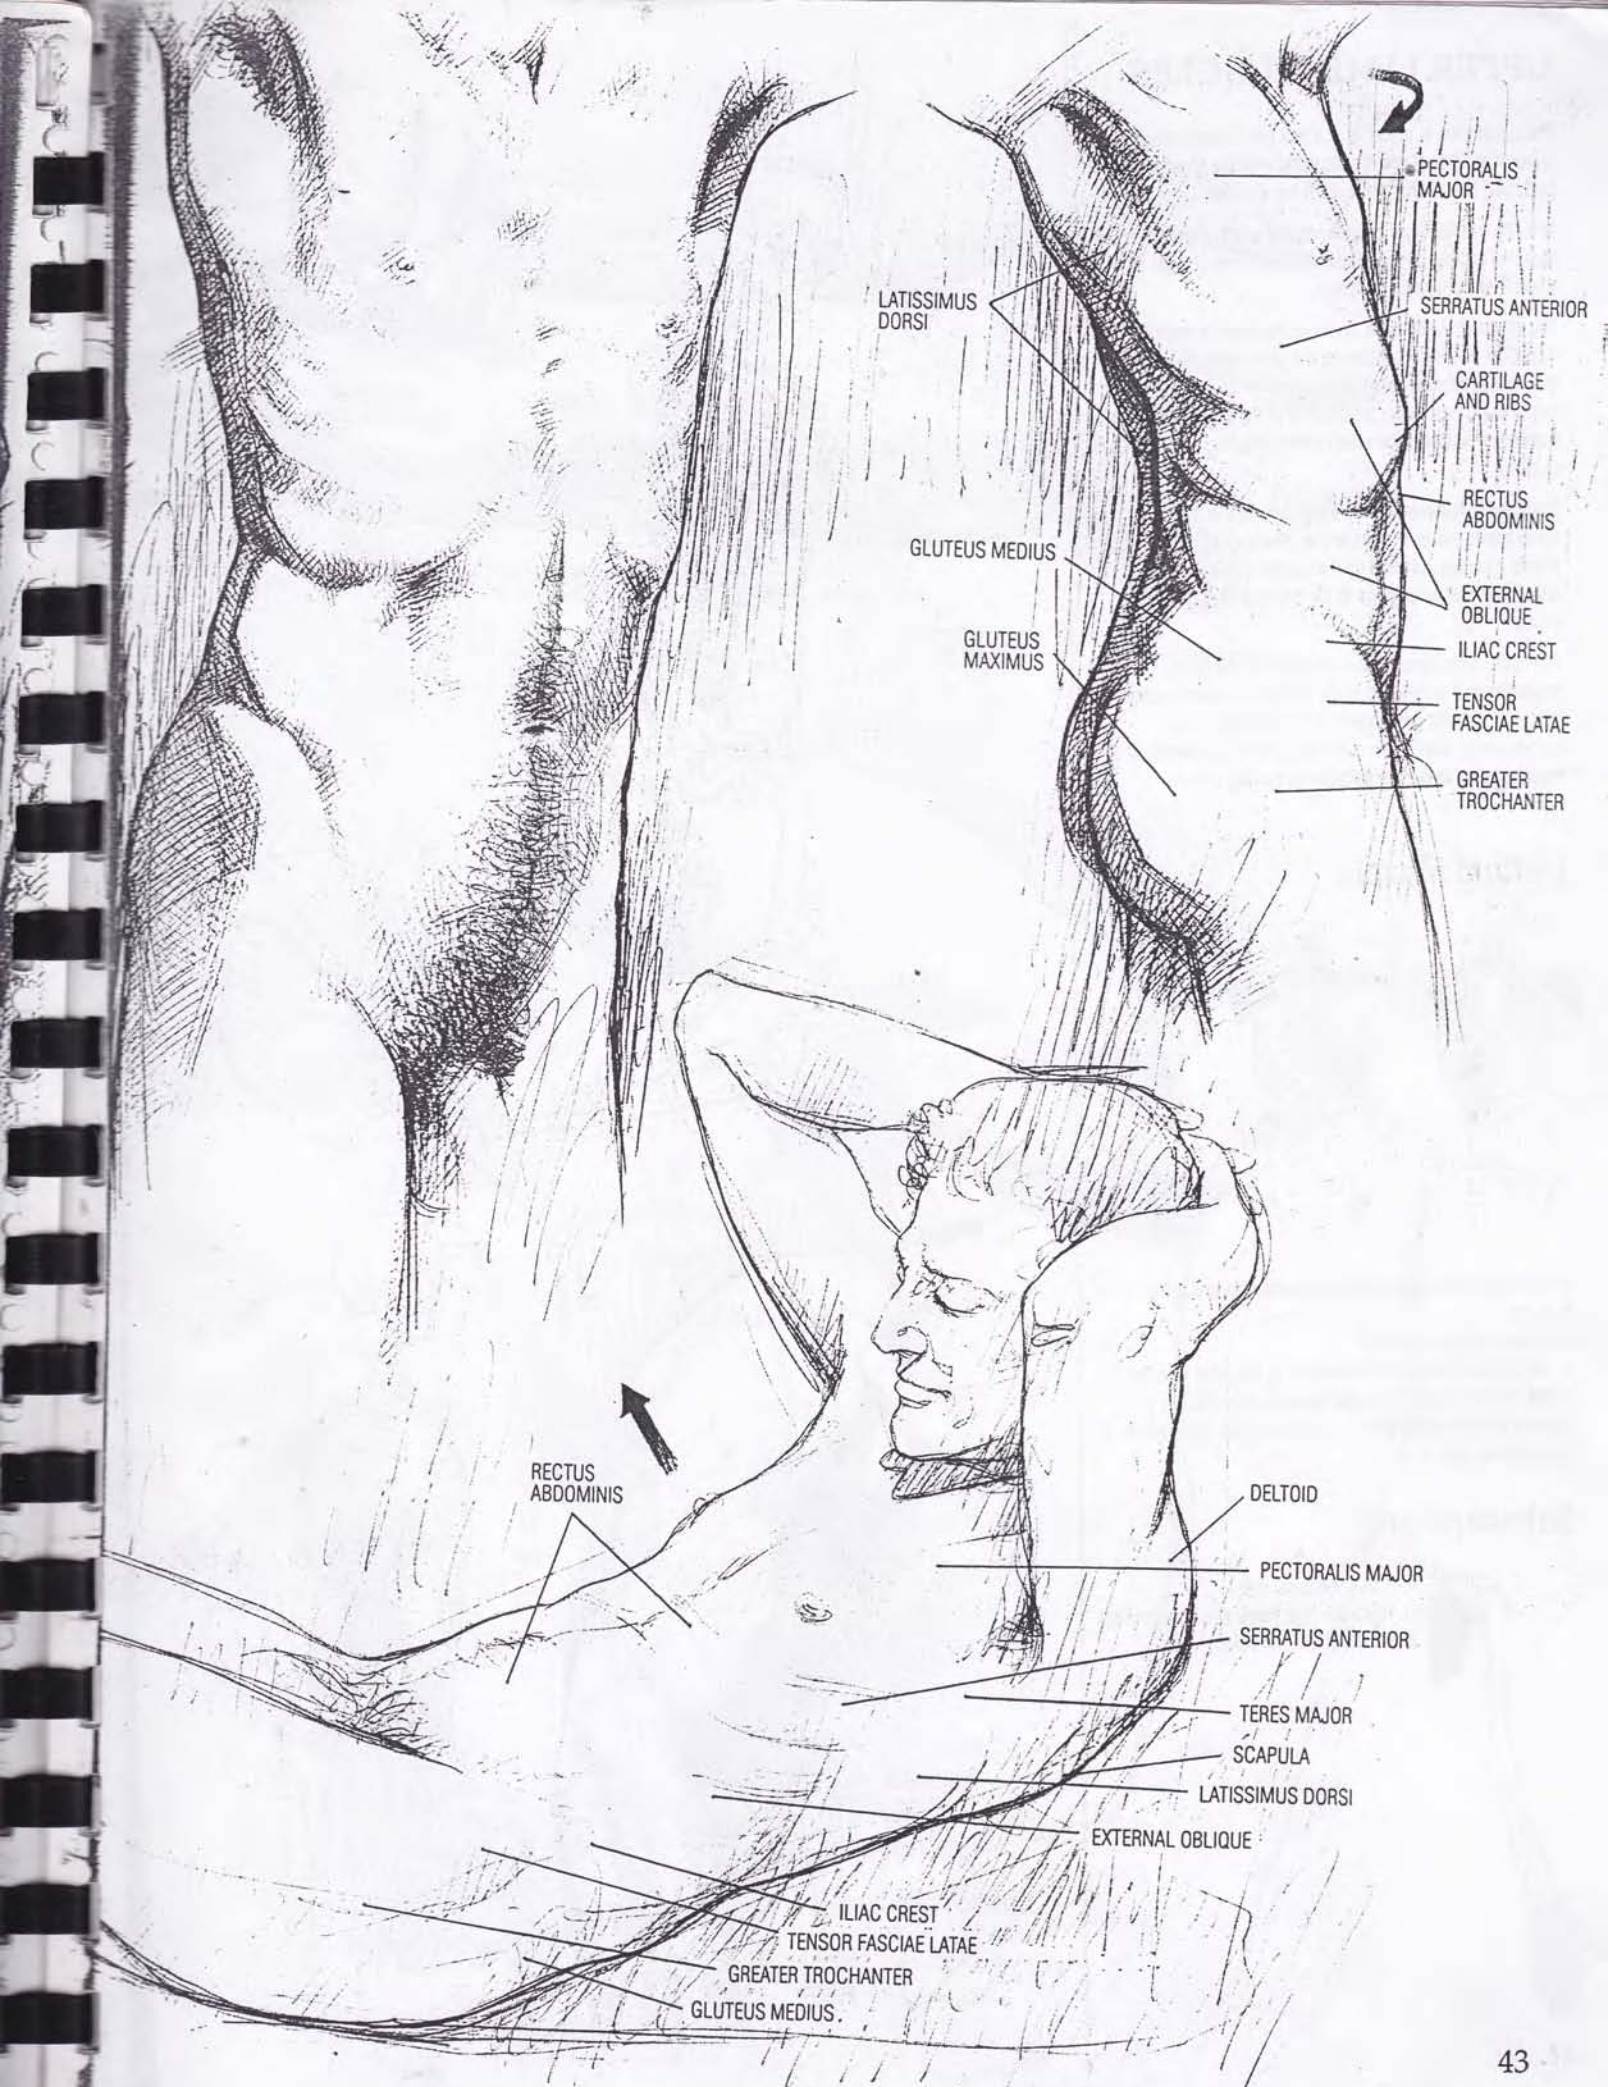 PECTORALIS
MAJOR
LATISSIMUS
DORSI
SERRATUS ANTERIOR
CARTILAGE
AND RIBS
RECTUS
ABDOMINIS
GLUTEUS MEDIUS
EXTERNAL
OBLIQUE
GLUTEUS
MAXIMUS
ILIAC CREST
TENSOR
FASCIAE LATAE
GREATER
TROCHANTER
RECTUS
ABDOMINIS
DELTOID
PECTORALIS MAJOR
SERRATUS ANTERIOR
TERES MAJOR
SCAPULA
LATISSIMUS DORSI
EXTERNAL OBLIQUE
ILIAC CREST
TENSOR FASCIAE LATAE
GREATER TROCHANTER
GLUTEUS MEDIUS
43